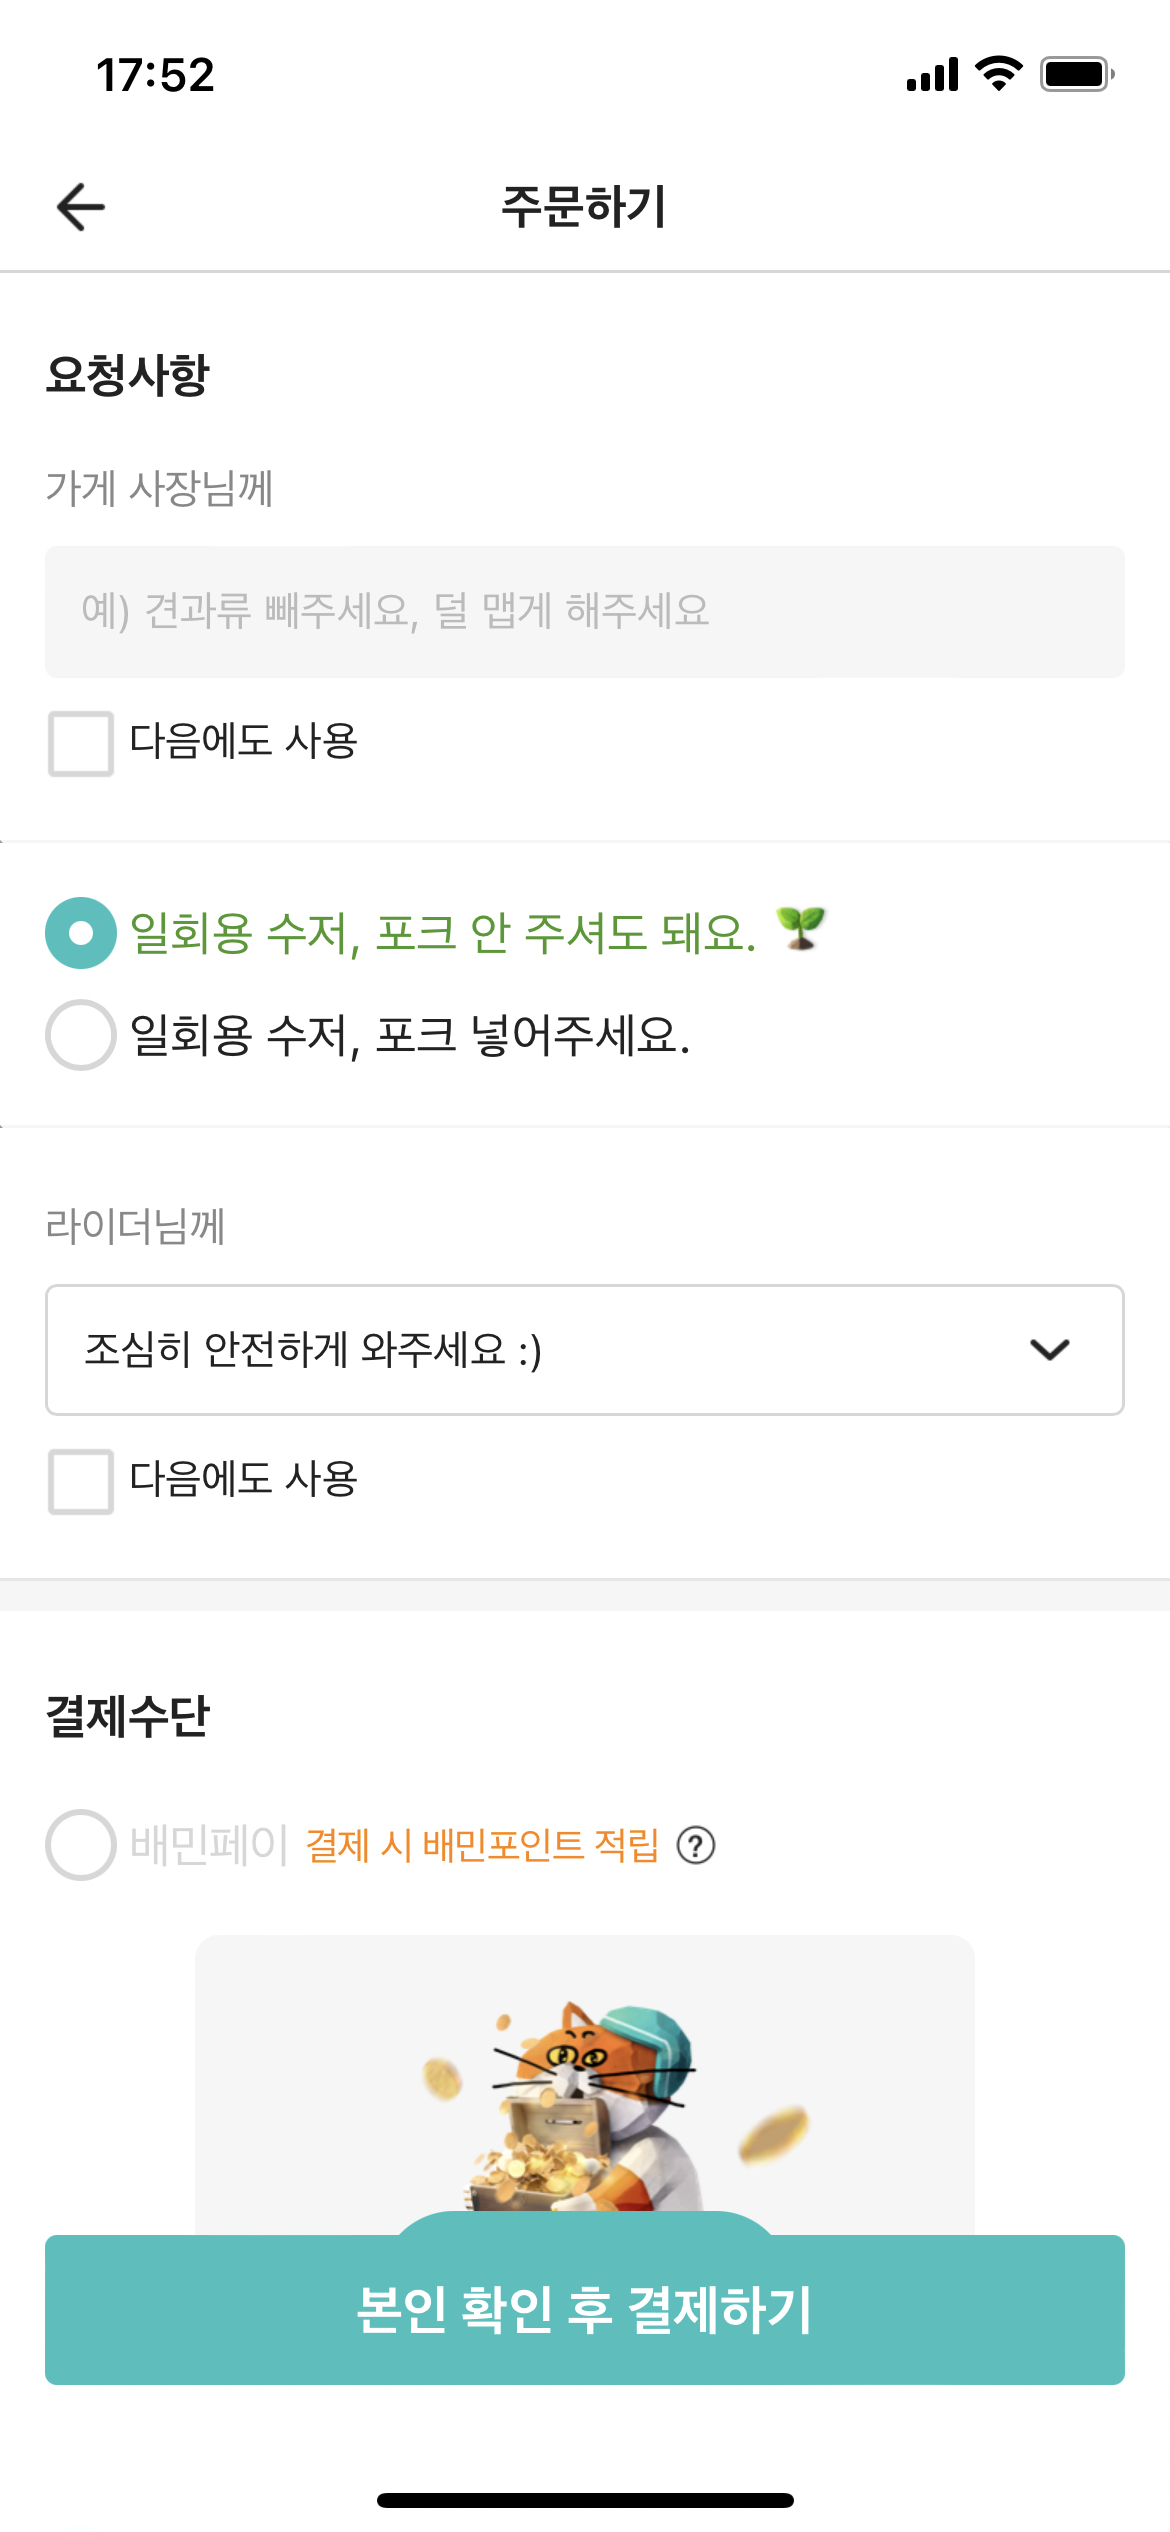 17:52
주문하기
요청사항
가게 사장님께
예) 견과류 빼주세요, 덜 맵게 해주세요
다음에도 사용
일회용 수저, 포크 안 주셔도 돼요. 🌱
일회용 수저, 포크 넣어주세요.
라이더님께
조심히 안전하게 와주세요 :)
다음에도 사용
결제수단
배민페이 결제 시 배민포인트 적립 ?
본인 확인 후 결제하기